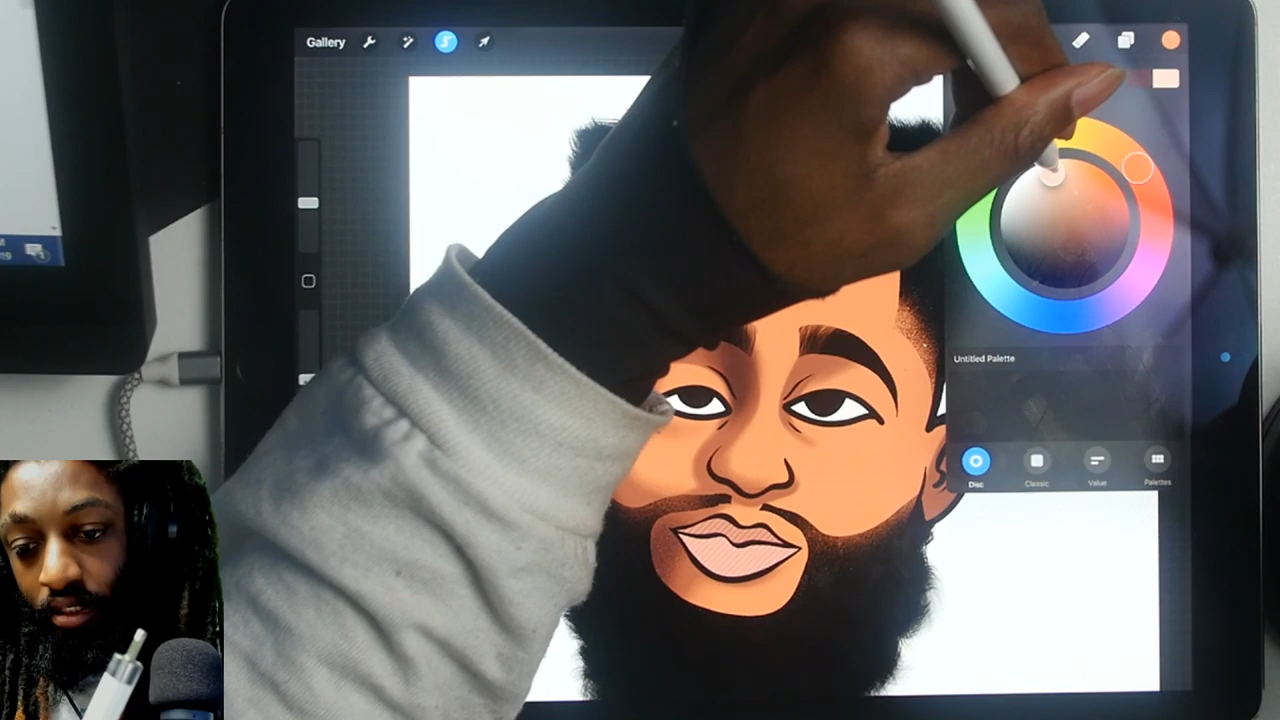 Gallery
Untitled Palette
Disc
Classic
Value
Palettes